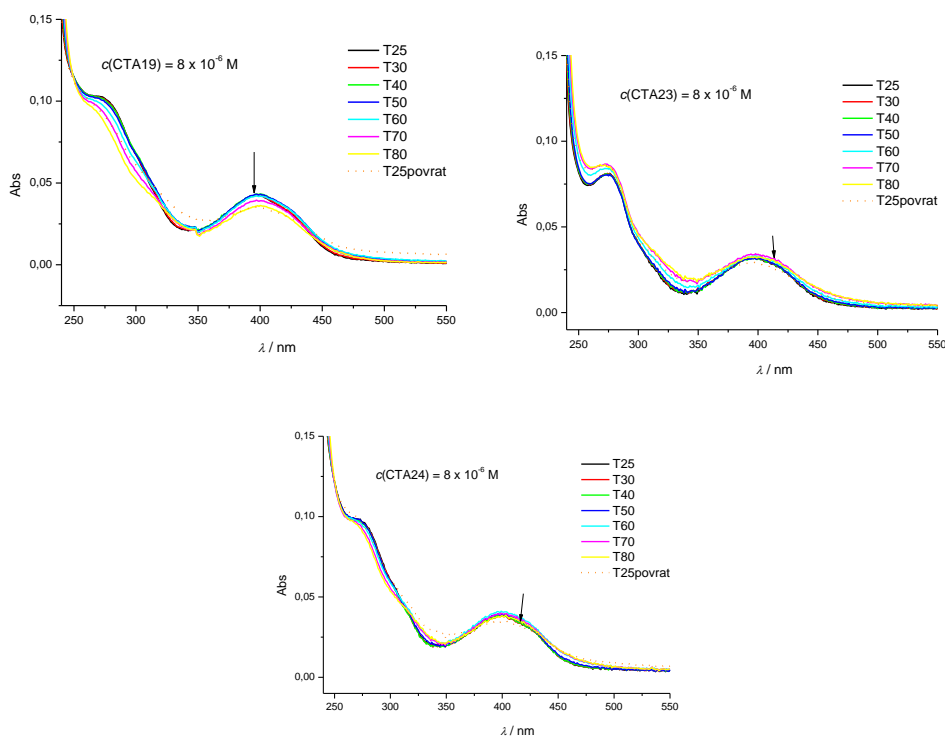 0,15
0,10
0,05
0,00
Abs
c(CTA19) = 8 x 10⁻⁶ M
T25
T30
T40
T50
T60
T70
T80
T25povrat
250 300 350 400 450 500 550
λ / nm
0,15
0,10
0,05
0,00
Abs
c(CTA23) = 8 x 10⁻⁶ M
T25
T30
T40
T50
T60
T70
T80
T25povrat
250 300 350 400 450 500 550
λ / nm
0,15
0,10
0,05
0,00
Abs
c(CTA24) = 8 x 10⁻⁶ M
T25
T30
T40
T50
T60
T70
T80
T25povrat
250 300 350 400 450 500 550
λ / nm